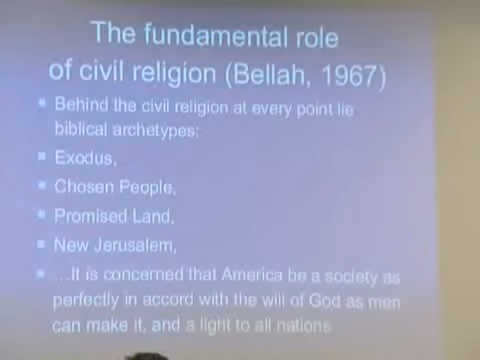 The fundamental role
of civil religion (Bellah, 1967)
Behind the civil religion at every point lie
biblical archetypes:
Exodus,
Chosen People,
Promised Land,
New Jerusalem,
…It is concerned that America be a society as
perfectly in accord with the will of God as men
can make it, and a light to all nations